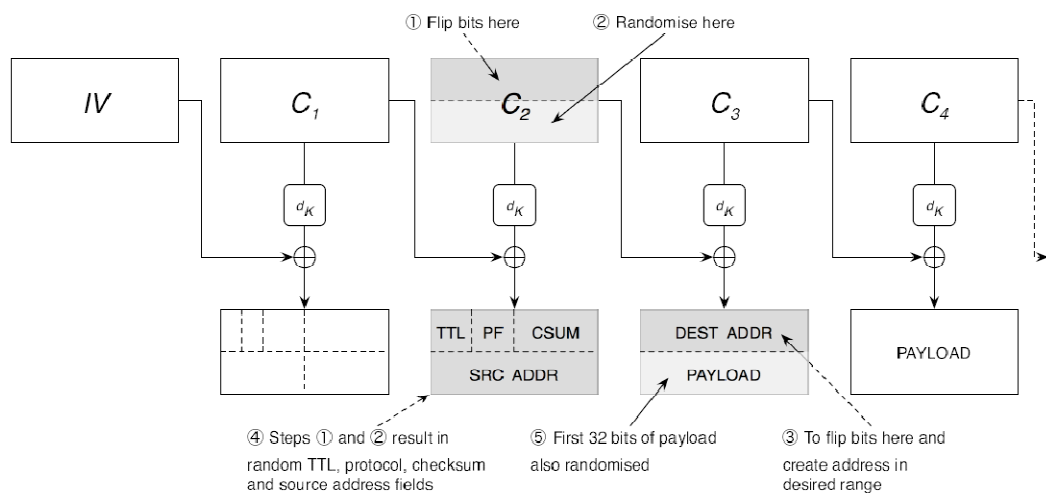 ① Flip bits here
② Randomise here
IV
C1
C2
C3
C4
dK
dK
dK
dK
TTL
PF
CSUM
SRC ADDR
DEST ADDR
PAYLOAD
PAYLOAD
④ Steps ① and ② result in
random TTL, protocol, checksum
and source address fields
⑤ First 32 bits of payload
also randomised
③ To flip bits here and
create address in
desired range